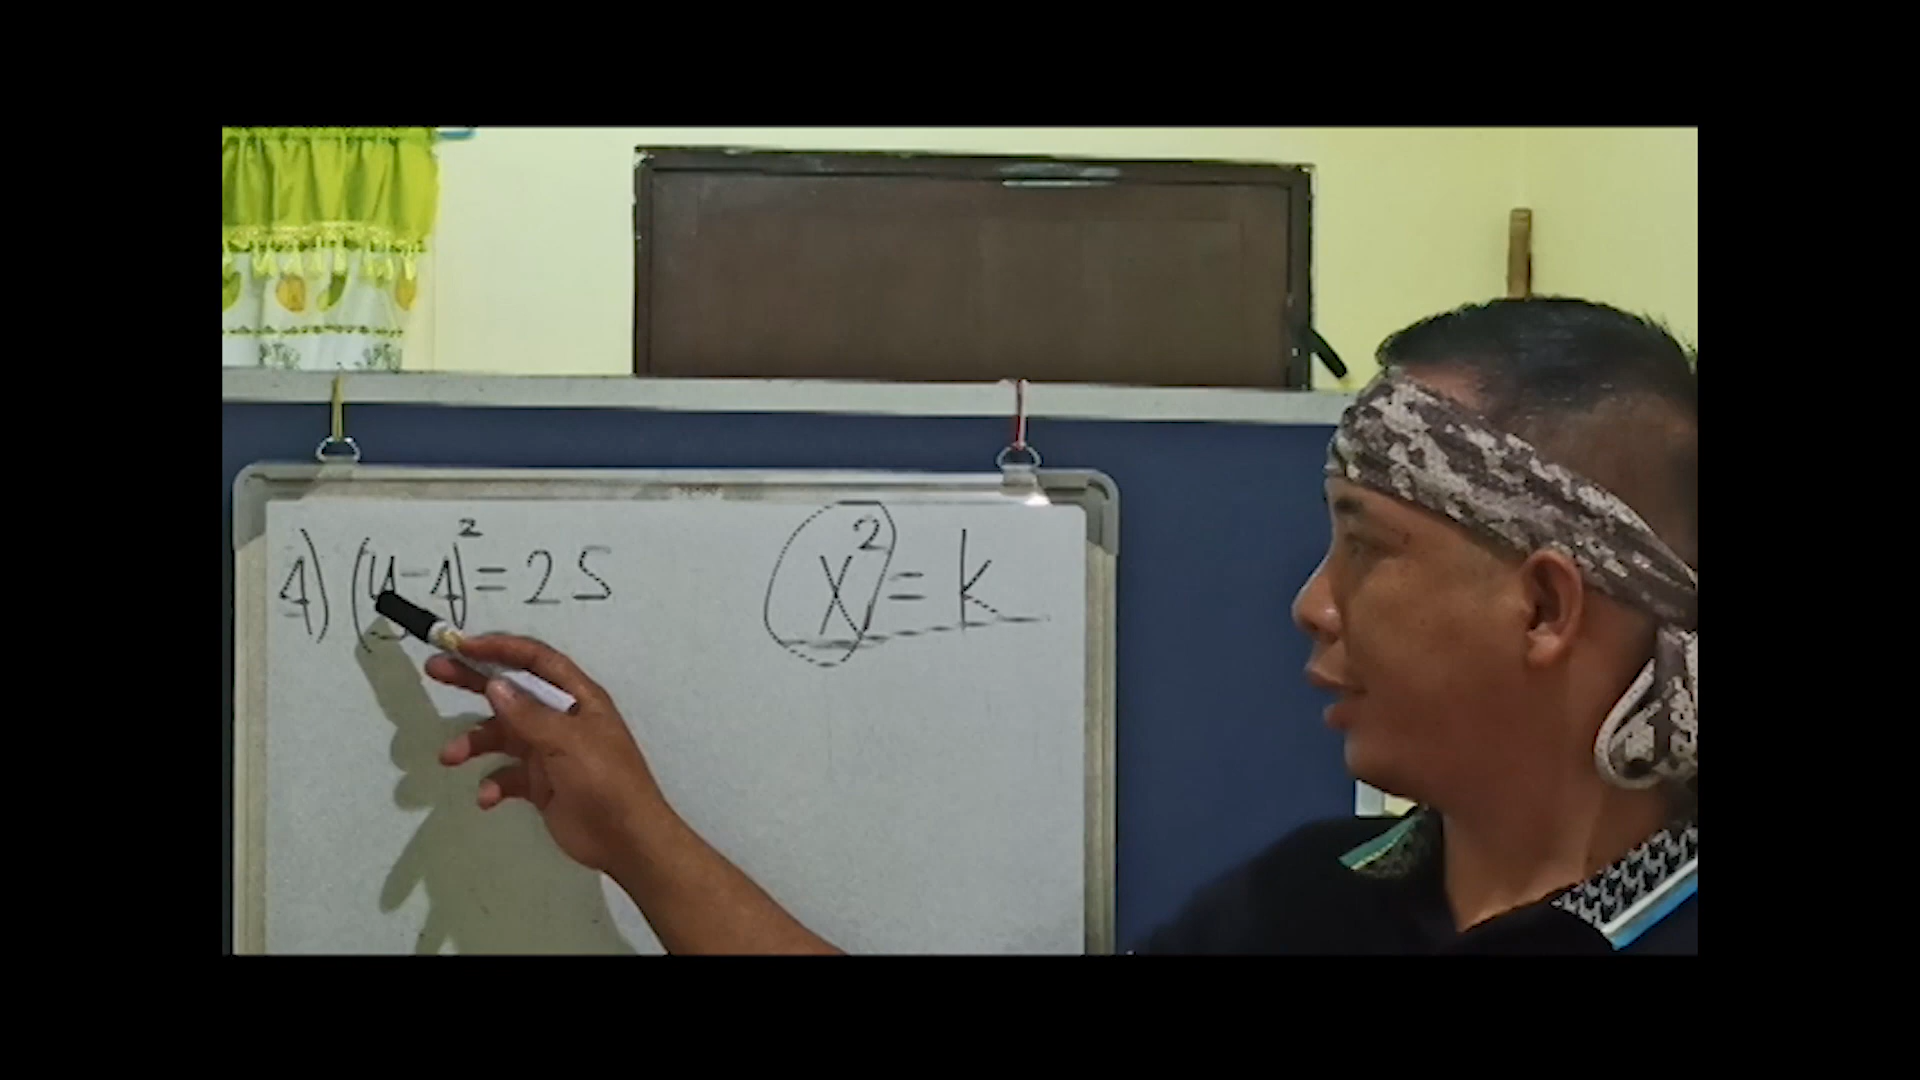 4) (y-4)² = 25
x² = k